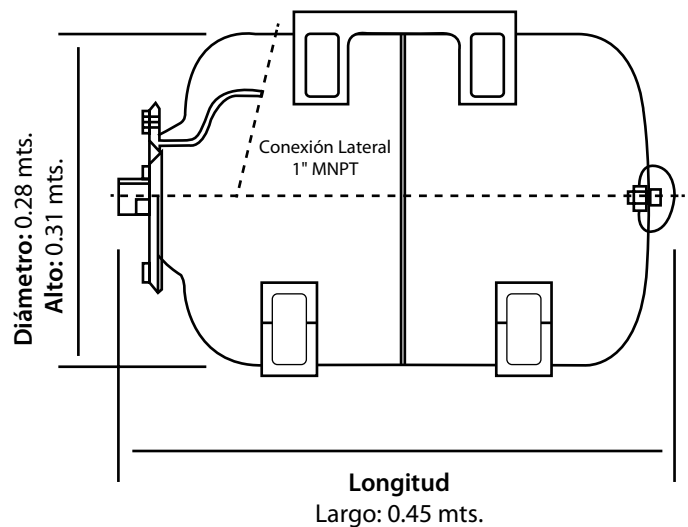 Diámetro: 0.28 mts.
Alto: 0.31 mts.
Conexión Lateral
1" MNPT
Longitud
Largo: 0.45 mts.